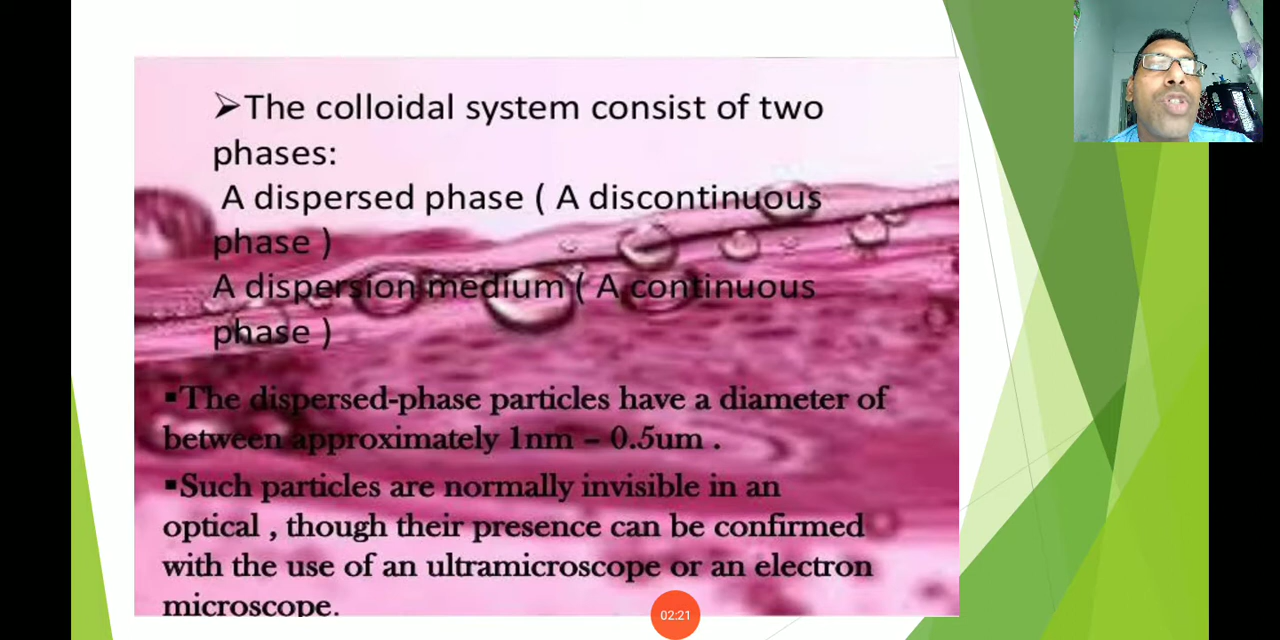 ➢The colloidal system consist of two
phases:
A dispersed phase ( A discontinuous
phase )
A dispersion medium ( A continuous
phase )
▪The dispersed-phase particles have a diameter of
between approximately 1nm – 0.5um .
▪Such particles are normally invisible in an
optical , though their presence can be confirmed
with the use of an ultramicroscope or an electron
microscope.
02:21